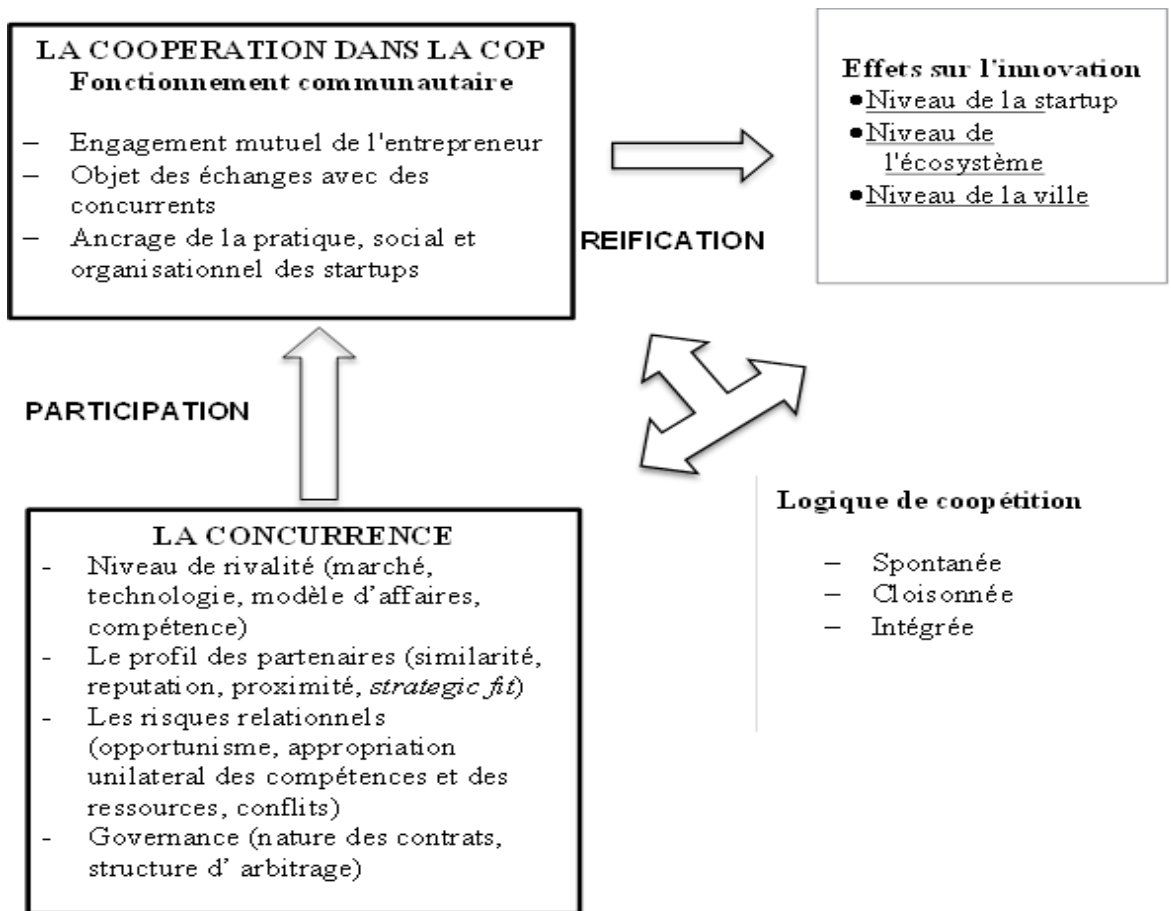 LA COOPERATION DANS LA COP
Fonctionnement communautaire
– Engagement mutuel de l'entrepreneur
– Objet des échanges avec des
concurrents
– Ancrage de la pratique, social et
organisationnel des startups
Effets sur l'innovation
●Niveau de la startup
●Niveau de
l'écosystème
●Niveau de la ville
REIFICATION
PARTICIPATION
LA CONCURRENCE
- Niveau de rivalité (marché,
technologie, modèle d'affaires,
compétence)
- Le profil des partenaires (similarité,
reputation, proximité, strategic fit)
- Les risques relationnels
(opportunisme, appropriation
unilateral des compétences et des
ressources, conflits)
- Governance (nature des contrats,
structure d' arbitrage)
Logique de coopétition
– Spontanée
– Cloisonnée
– Intégrée